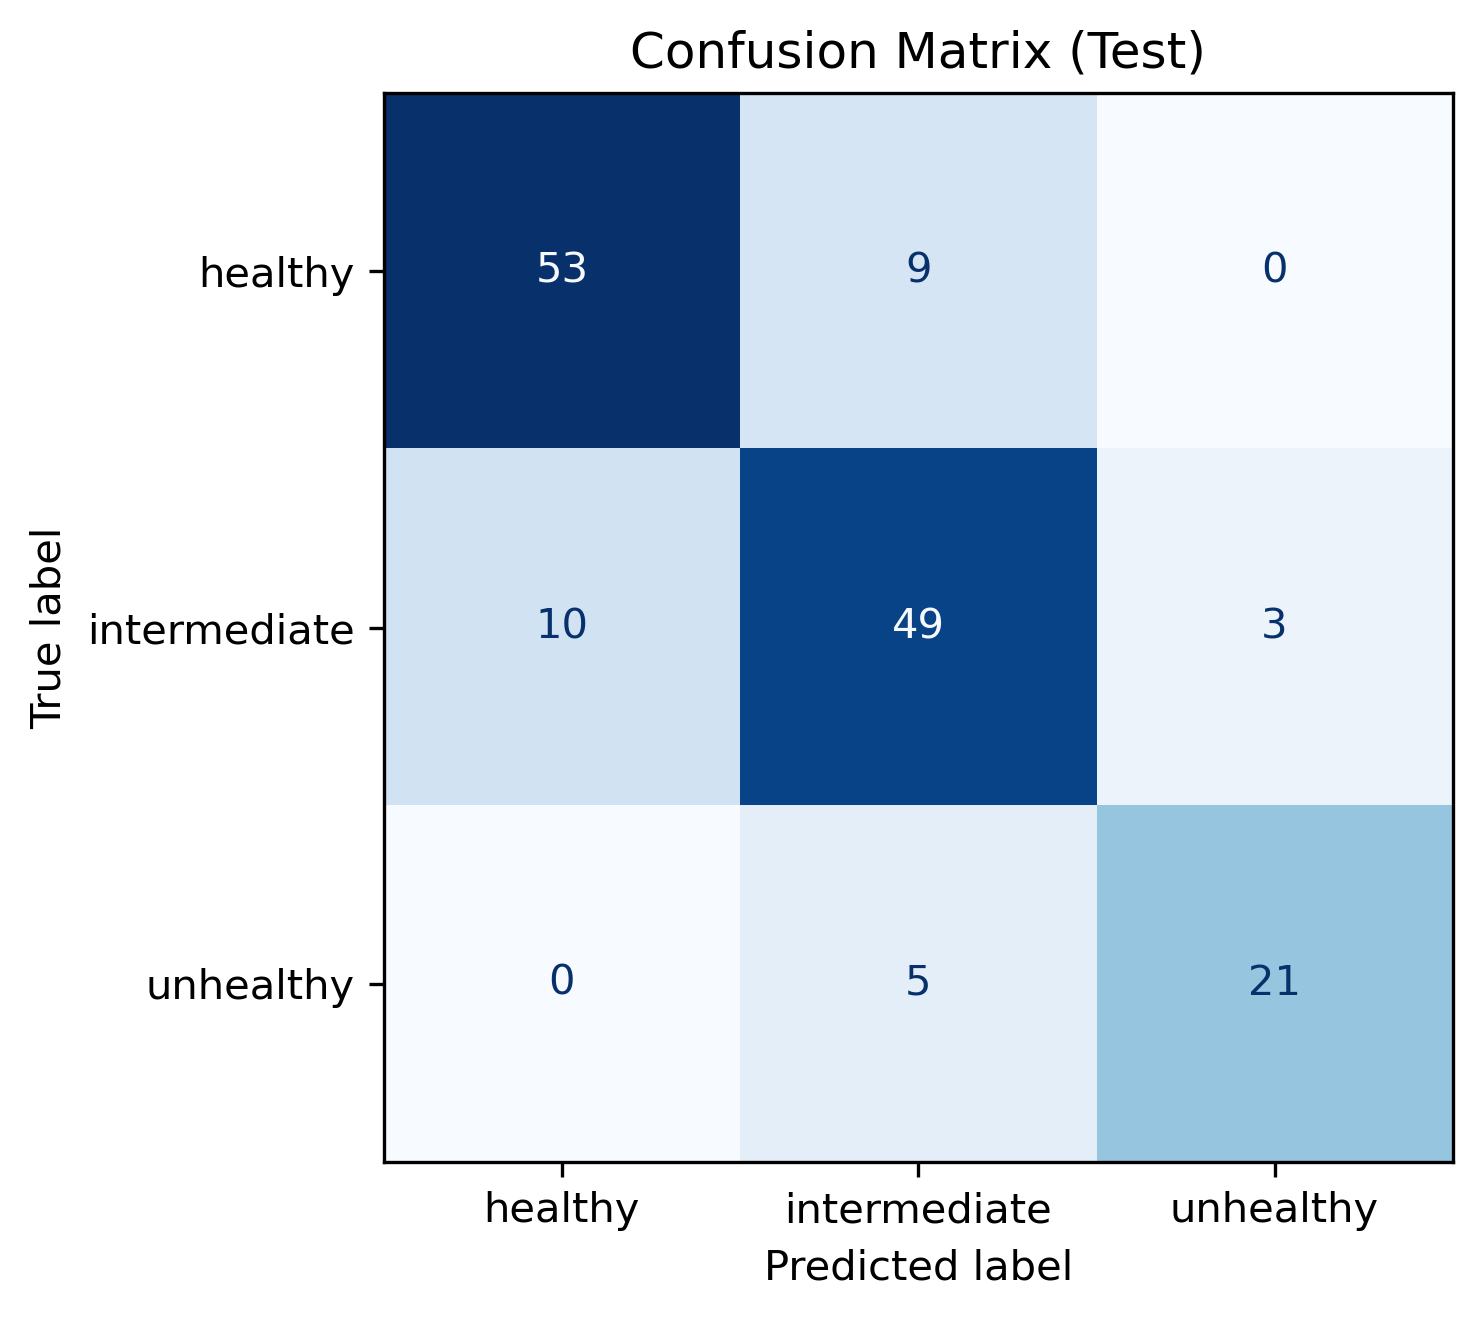 Confusion Matrix (Test)
True label
healthy 53 9 0
intermediate 10 49 3
unhealthy 0 5 21
healthy intermediate unhealthy
Predicted label